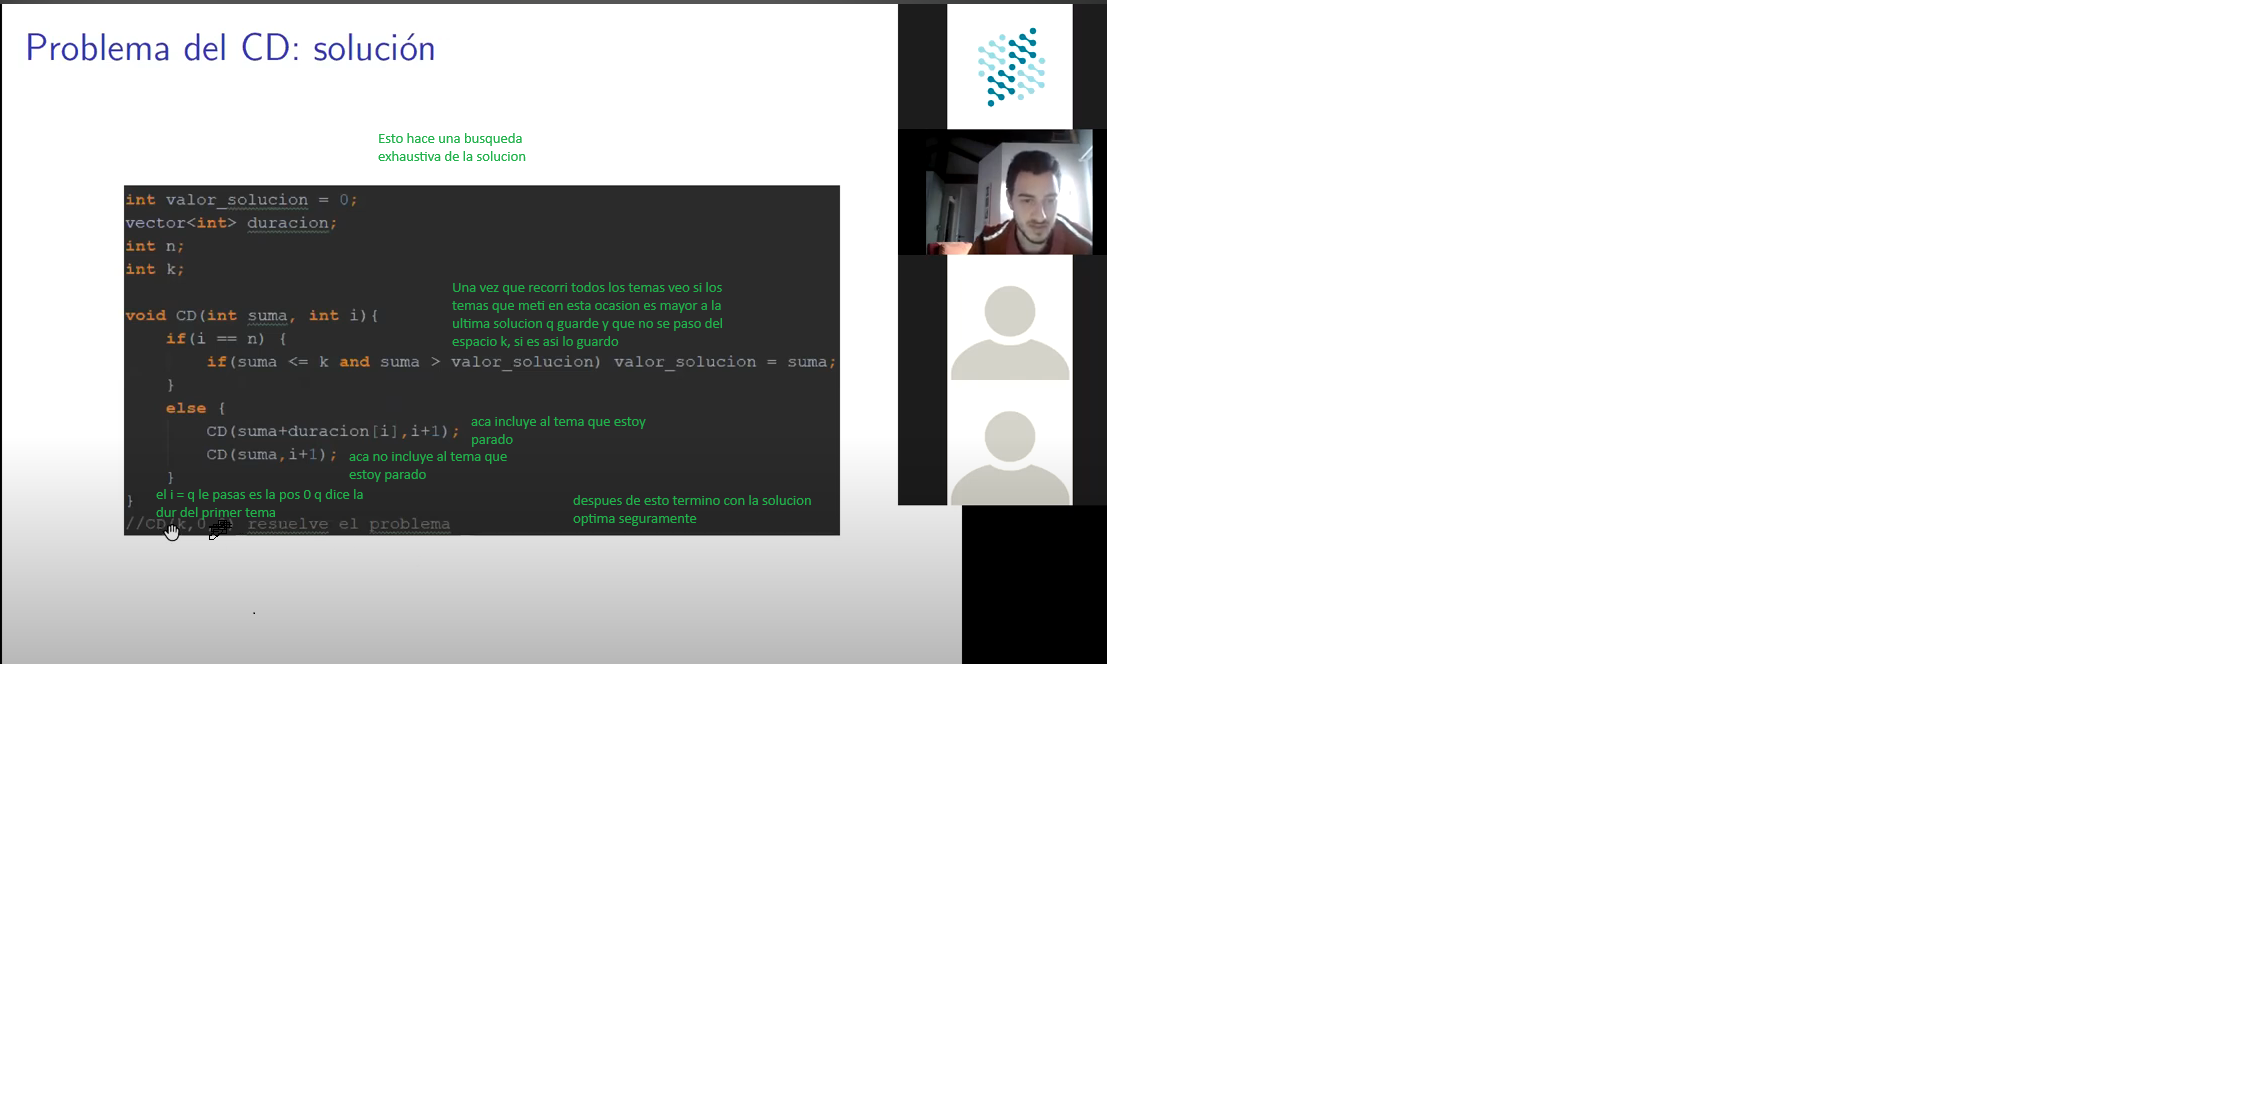 Problema del CD: solución
Esto hace una busqueda
exhaustiva de la solucion
int valor_solucion = 0;
vector<int> duracion;
int n;
int k;
Una vez que recorri todos los temas veo si los
temas que meti en esta ocasion es mayor a la
ultima solucion q guarde y que no se paso del
espacio k, si es asi lo guardo
void CD(int suma, int i){
if(i == n) {
if(suma <= k and suma > valor_solucion) valor_solucion = suma;
}
else {
CD(suma+duracion[i],i+1);
aca incluye al tema que estoy
parado
CD(suma,i+1);
aca no incluye al tema que
estoy parado
}
}
el i = q le pasas es la pos 0 q dice la
dur del primer tema
despues de esto termino con la solucion
optima seguramente
resuelve el problema